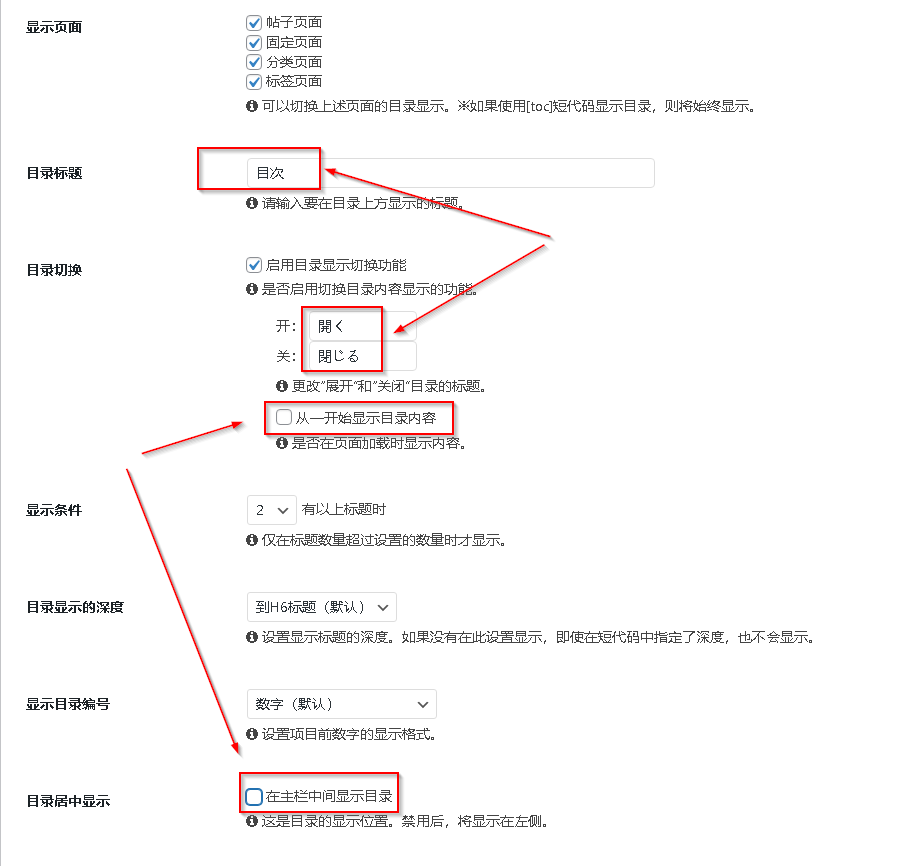 显示页面
帖子页面
固定页面
分类页面
标签页面
可以切换上述页面的目录显示。※如果使用[toc]短代码显示目录，则将始终显示。
目录标题
目次
请输入要在目录上方显示的标题。
目录切换
启用目录显示切换功能
是否启用切换目录内容显示的功能。
开：
開く
关：
閉じる
更改"展开"和"关闭"目录的标题。
从一开始显示目录内容
是否在页面加载时显示内容。
显示条件
2 有以上标题时
仅在标题数量超过设置的数量时才显示。
目录显示的深度
到H6标题（默认）
设置显示标题的深度。如果没有在此设置显示，即使在短代码中指定了深度，也不会显示。
显示目录编号
数字（默认）
设置项目前数字的显示格式。
目录居中显示
在主栏中间显示目录
这是目录的显示位置。禁用后，将显示在左侧。